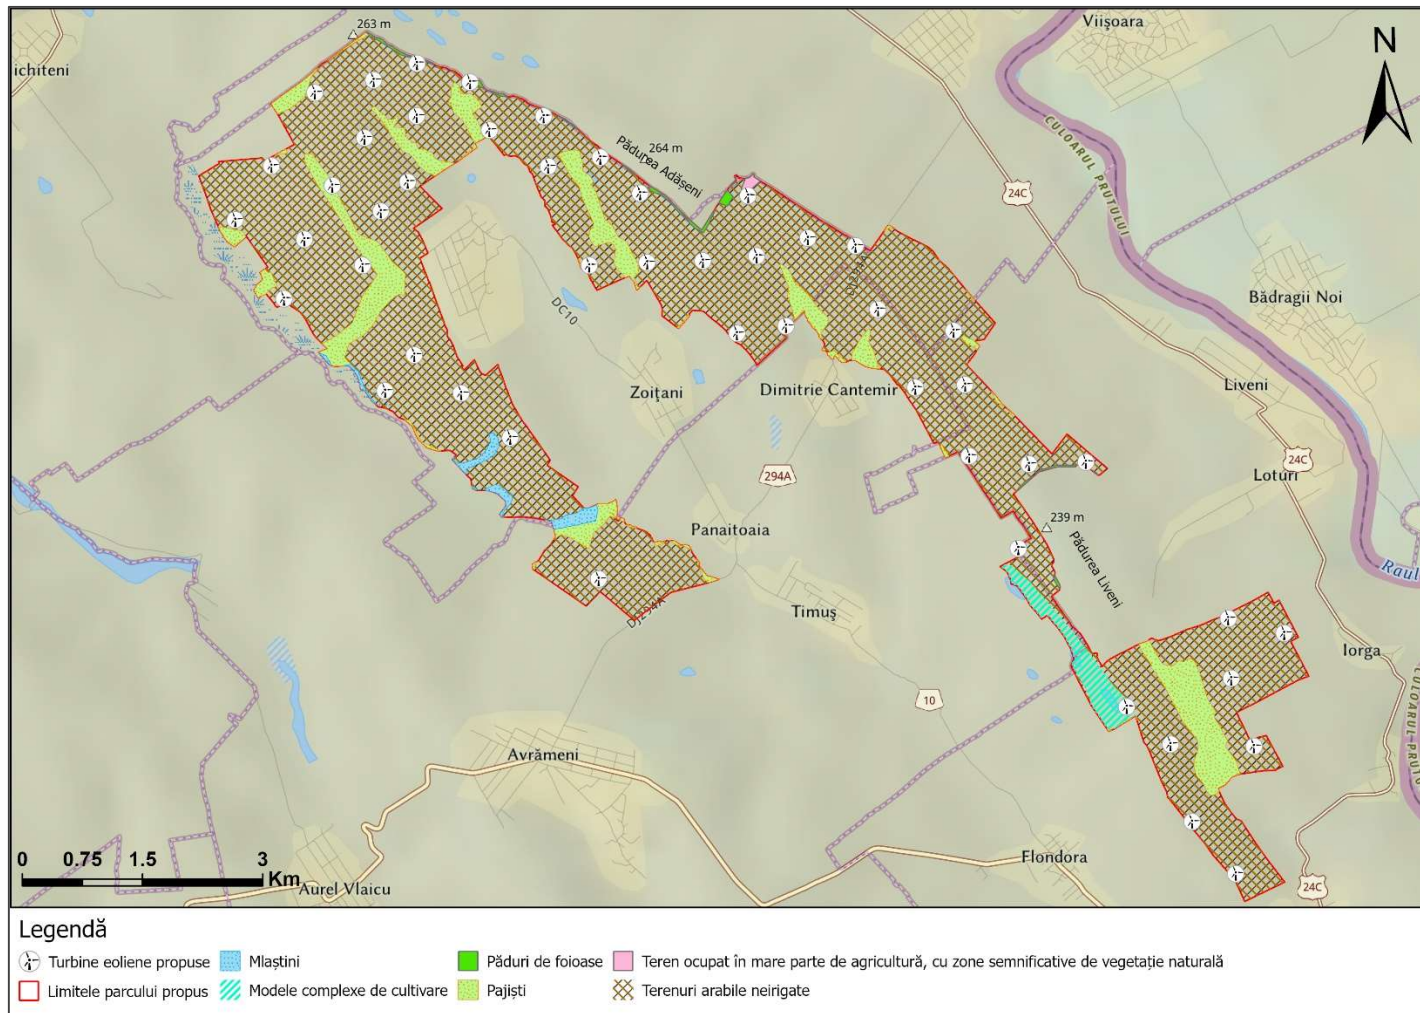 263 m
Viișoara
N
ichiteni
Pădurea Adășeni
264 m
24C
CULOARUL PRUTULUI
Bădragii Noi
DC10
Zoițani
Dimitrie Cantemir
Liveni
294A
24C
Loturi
Panaitoaia
239 m
Pădurea Liveni
Raul
Timuş
DJ294A
Iorga
10
CULOARUL PRUTU
Avrămeni
0 0.75 1.5 3
Km
Aurel Vlaicu
Flondora
24C
Legendă
Turbine eoliene propuse
Mlaștini
Păduri de foioase
Teren ocupat în mare parte de agricultură, cu zone semnificative de vegetație naturală
Limitele parcului propus
Modele complexe de cultivare
Pajiști
Terenuri arabile neirigate